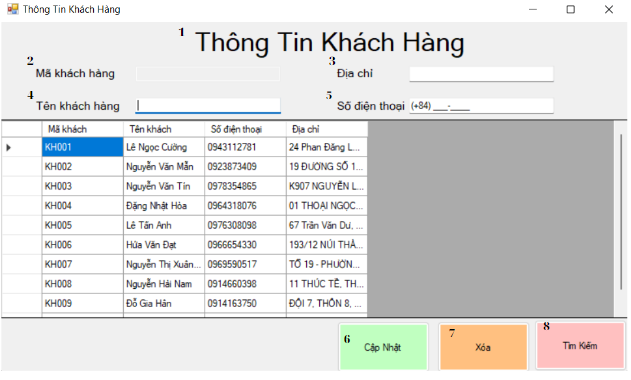 Thông Tin Khách Hàng
1 Thông Tin Khách Hàng
2 Mã khách hàng
3 Địa chỉ
4 Tên khách hàng
5 Số điện thoại (+84) ___-____
Mã khách Tên khách Số điện thoại Địa chỉ
KH001 Lê Ngọc Cường 0943112781 24 Phan Đăng L...
KH002 Nguyễn Văn Mẫn 0923873409 19 ĐƯỜNG SỐ 1...
KH003 Nguyễn Văn Tín 0978354865 K907 NGUYỄN L...
KH004 Đặng Nhật Hòa 0964318076 01 THOẠI NGỌC...
KH005 Lê Tấn Anh 0976308098 67 Trần Văn Dư, ...
KH006 Hứa Văn Đạt 0966654330 193/12 NÚI THÀ...
KH007 Nguyễn Thị Xuân... 0969590517 TỔ 19 - PHƯỜN...
KH008 Nguyễn Hải Nam 0914660398 11 THÚC TỀ, TH...
KH009 Đỗ Gia Hân 0914163750 ĐỘI 7, THÔN 8, ...
6 Cập Nhật
7 Xóa
8 Tìm Kiếm